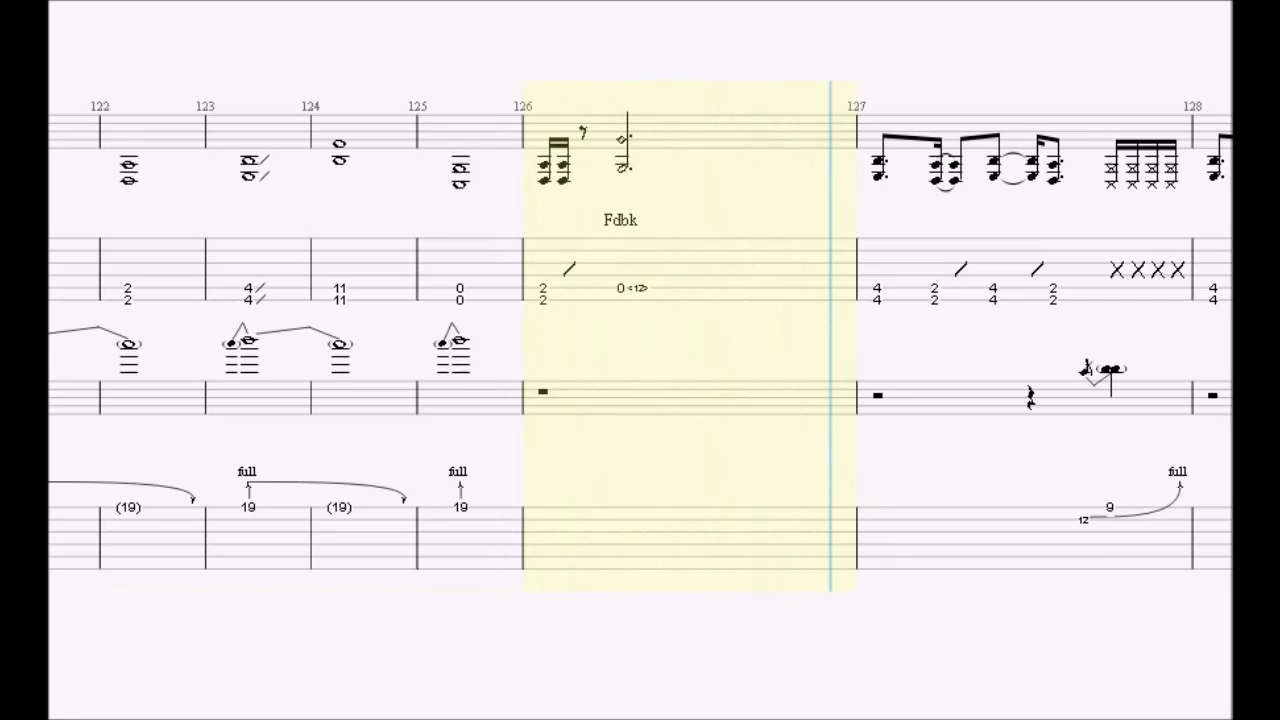 122 123 124 125 126 127 128
Fdbk
2 4 11 0 2 0 <12> 4 2 4 2 4
2 4 11 0 2 4 2 4 2 4
full full full
(19) 19 (19) 19 9
12